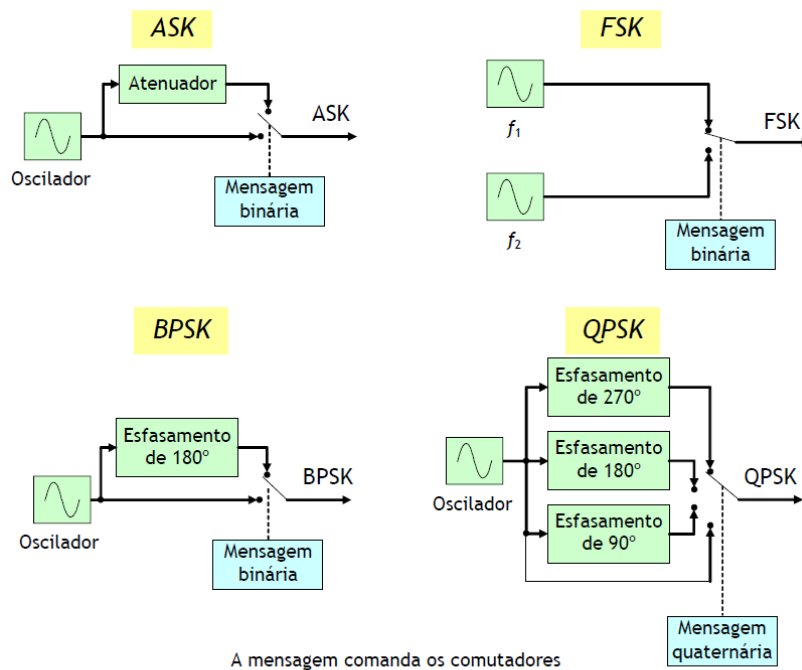 ASK
Atenuador
ASK
Oscilador
Mensagem
binária
FSK
f1
FSK
f2
Mensagem
binária
BPSK
Esfasamento
de 180º
BPSK
Oscilador
Mensagem
binária
QPSK
Esfasamento
de 270º
Esfasamento
de 180º
QPSK
Oscilador
Esfasamento
de 90º
Mensagem
quaternária
A mensagem comanda os comutadores